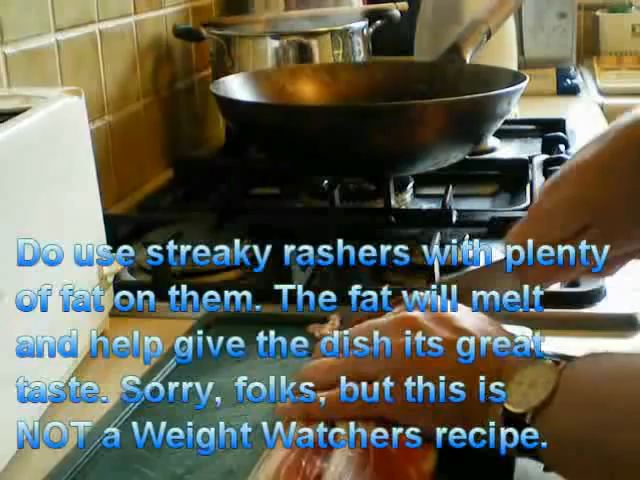 Do use streaky rashers with plenty
of fat on them. The fat will melt
and help give the dish its great
taste. Sorry, folks, but this is
NOT a Weight Watchers recipe.